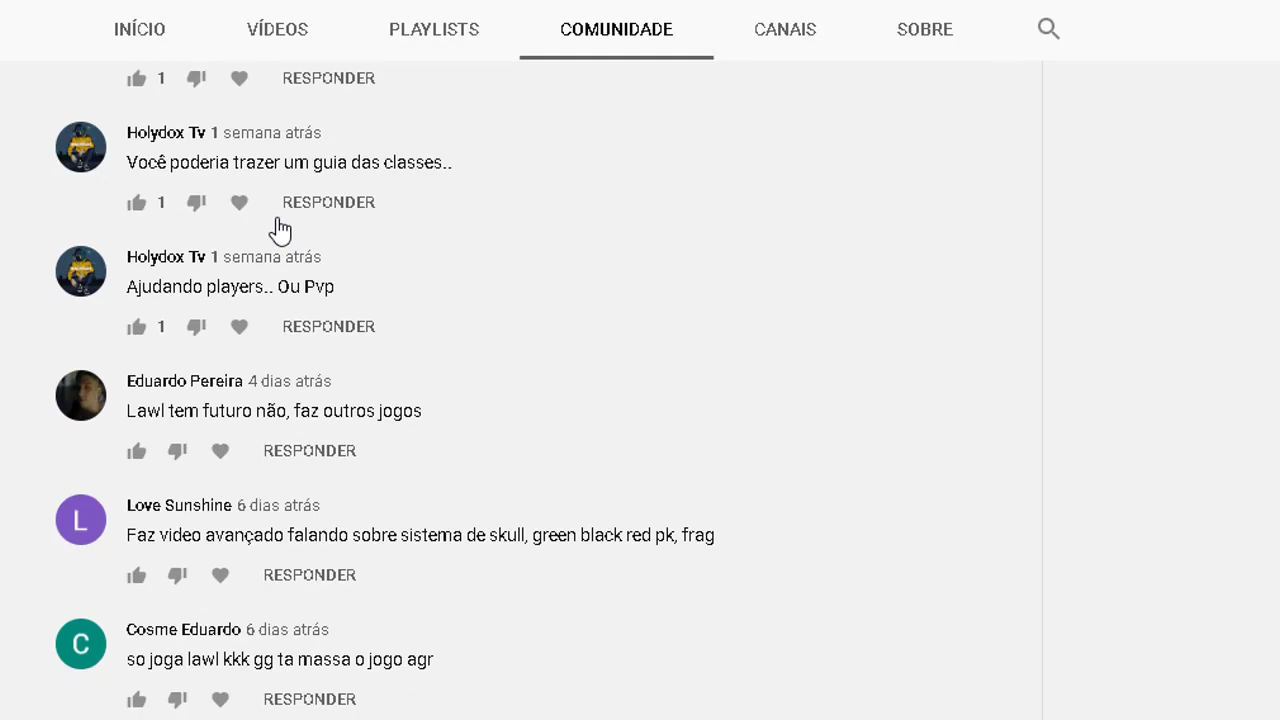 INÍCIO VÍDEOS PLAYLISTS COMUNIDADE CANAIS SOBRE
1 RESPONDER
Holydox Tv 1 semana atrás
Você poderia trazer um guia das classes..
1 RESPONDER
Holydox Tv 1 semana atrás
Ajudando players.. Ou Pvp
1 RESPONDER
Eduardo Pereira 4 dias atrás
Lawl tem futuro não, faz outros jogos
RESPONDER
L
Love Sunshine 6 dias atrás
Faz video avançado falando sobre sistema de skull, green black red pk, frag
RESPONDER
C
Cosme Eduardo 6 dias atrás
so joga lawl kkk gg ta massa o jogo agr
RESPONDER